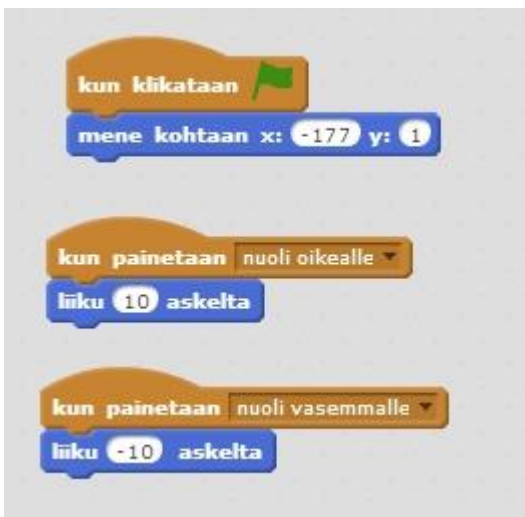 kun klikataan
mene kohtaan x: -177 y: 1
kun painetaan nuoli oikealle
liiku 10 askelta
kun painetaan nuoli vasemmalle
liiku -10 askelta